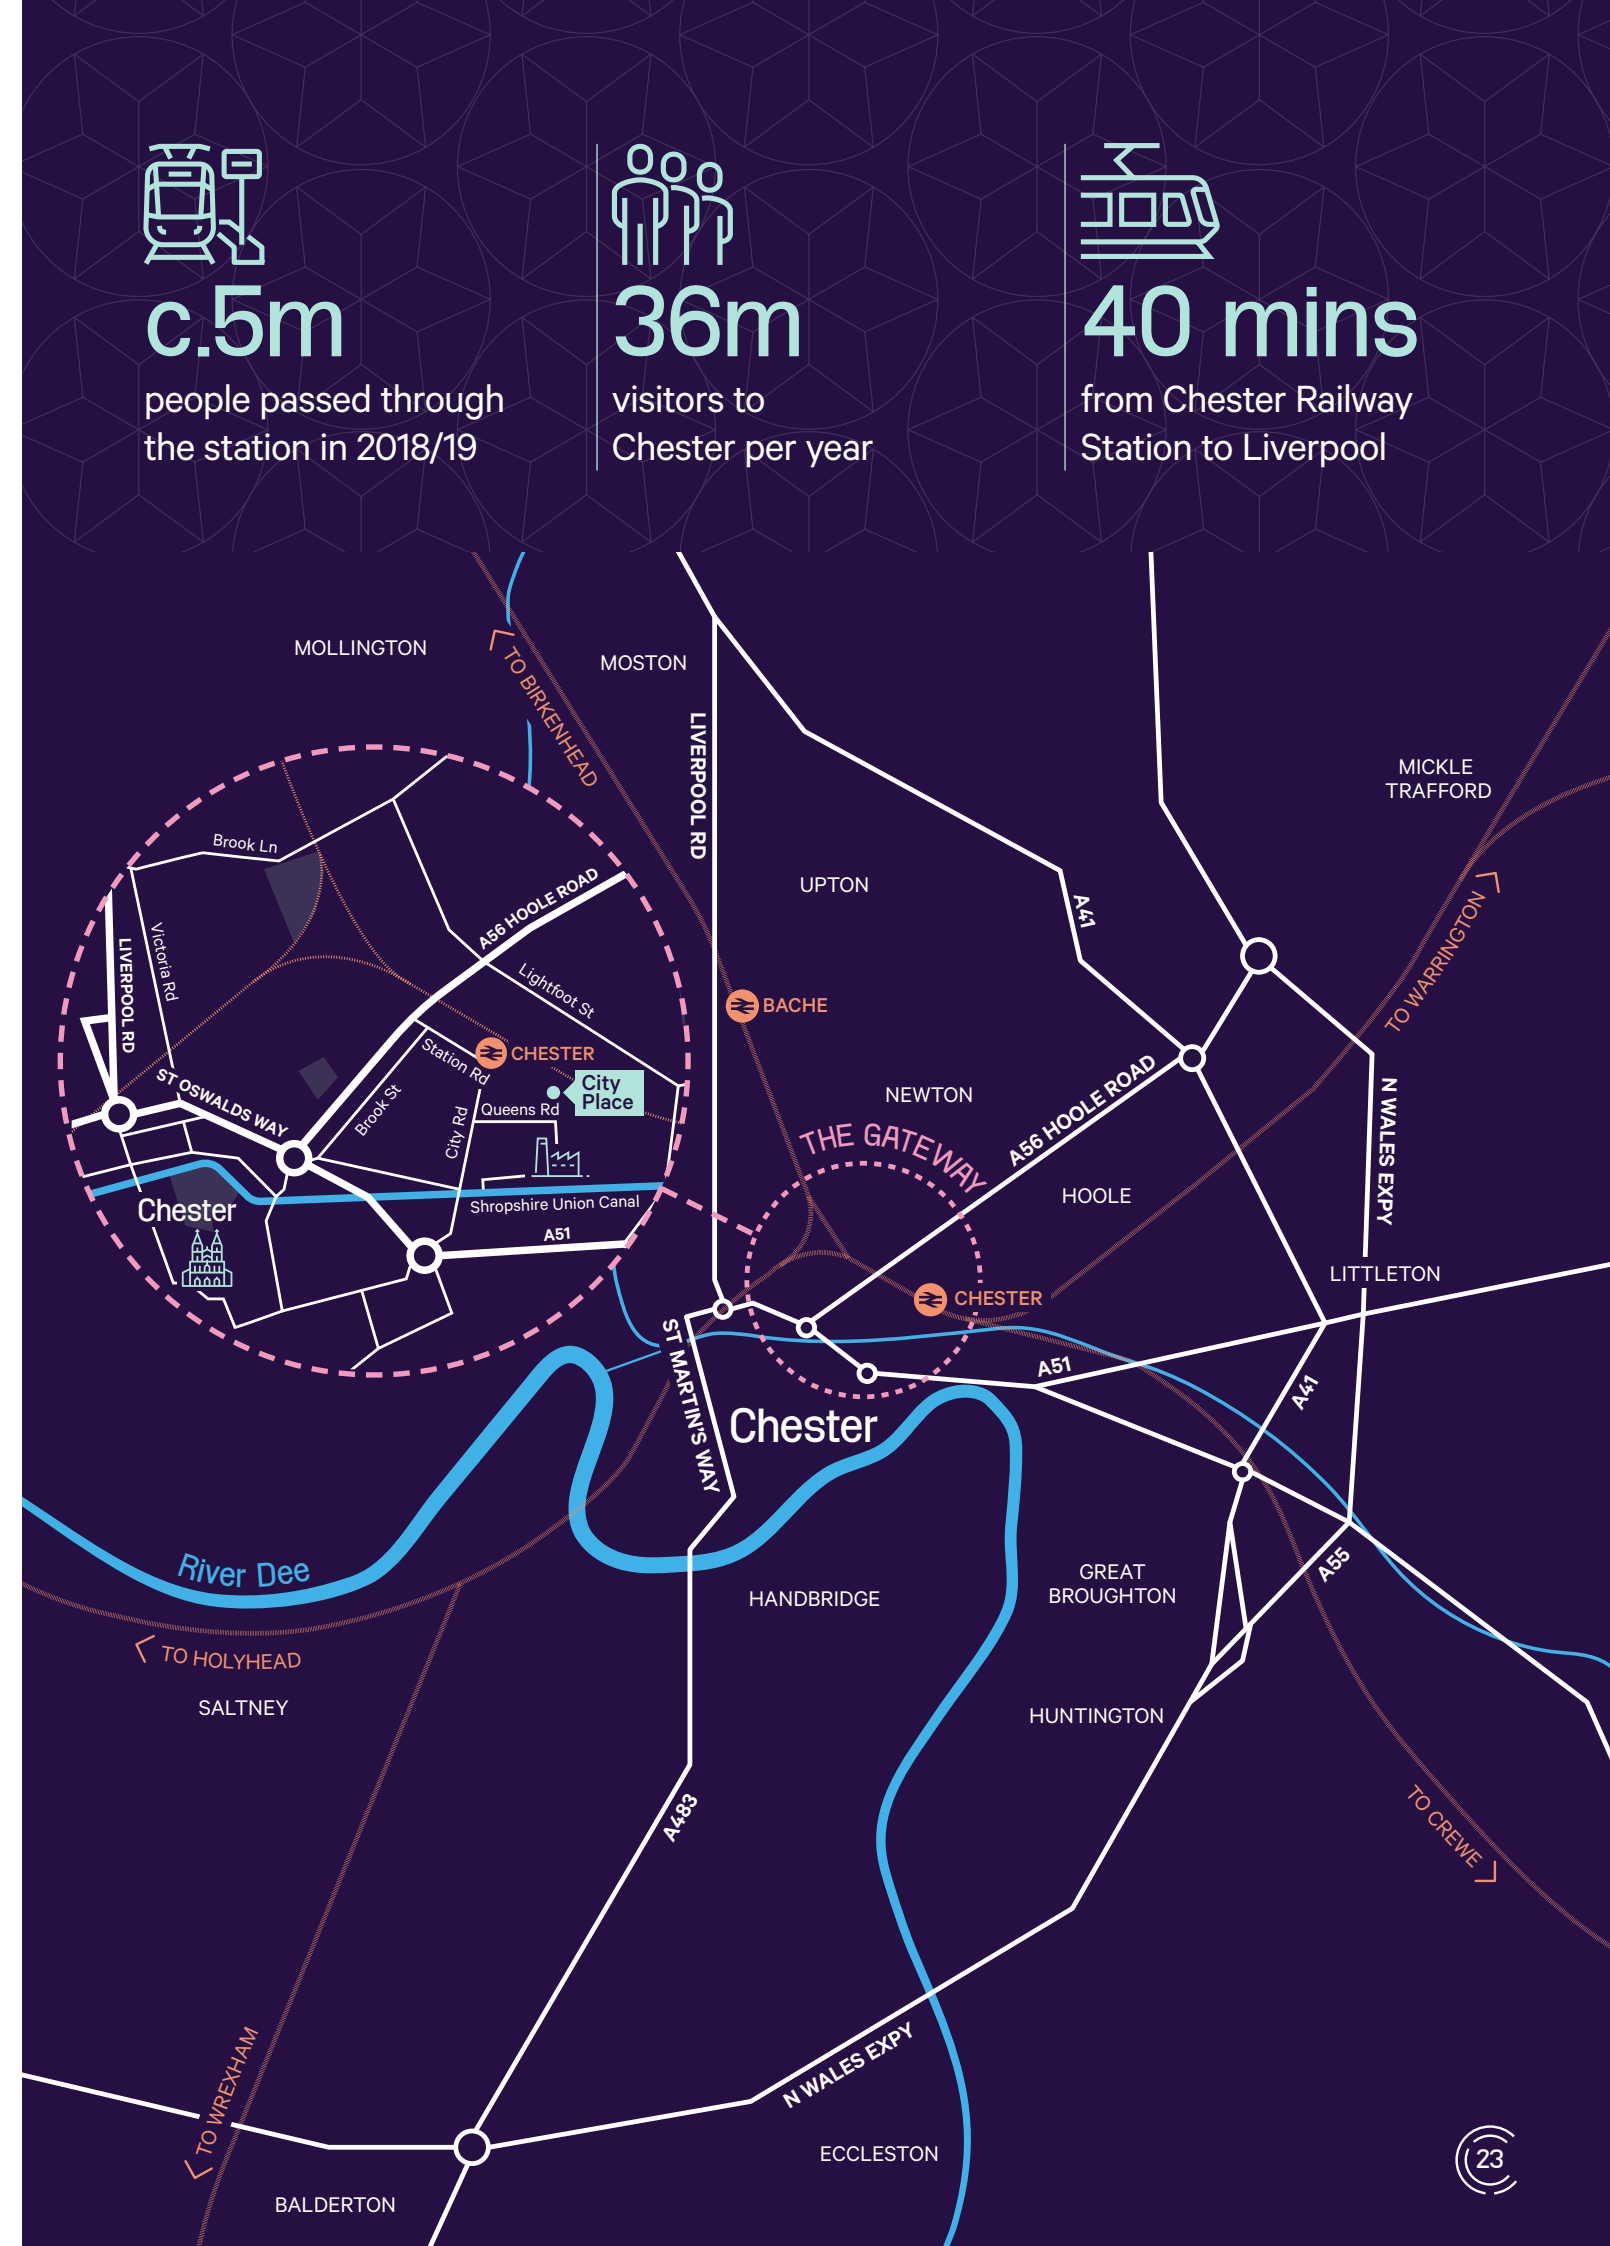 c.5m
people passed through
the station in 2018/19
36m
visitors to
Chester per year
40 mins
from Chester Railway
Station to Liverpool
MOLLINGTON
MOSTON
TO BIRKENHEAD
LIVERPOOL RD
MICKLE
TRAFFORD
UPTON
A41
TO WARRINGTON
BACHE
NEWTON
A56 HOOLE ROAD
N WALES EXPY
THE GATEWAY
HOOLE
LITTLETON
CHESTER
A51
A41
ST MARTIN'S WAY
Chester
Brook Ln
A56 HOOLE ROAD
Victoria Rd
LIVERPOOL RD
Lightfoot St
Station Rd
CHESTER
City
Place
ST OSWALDS WAY
Brook St
City Rd
Queens Rd
Chester
Shropshire Union Canal
A51
River Dee
HANDBRIDGE
GREAT
BROUGHTON
A55
TO HOLYHEAD
SALTNEY
HUNTINGTON
A483
TO CREWE
N WALES EXPY
TO WREXHAM
ECCLESTON
BALDERTON
23